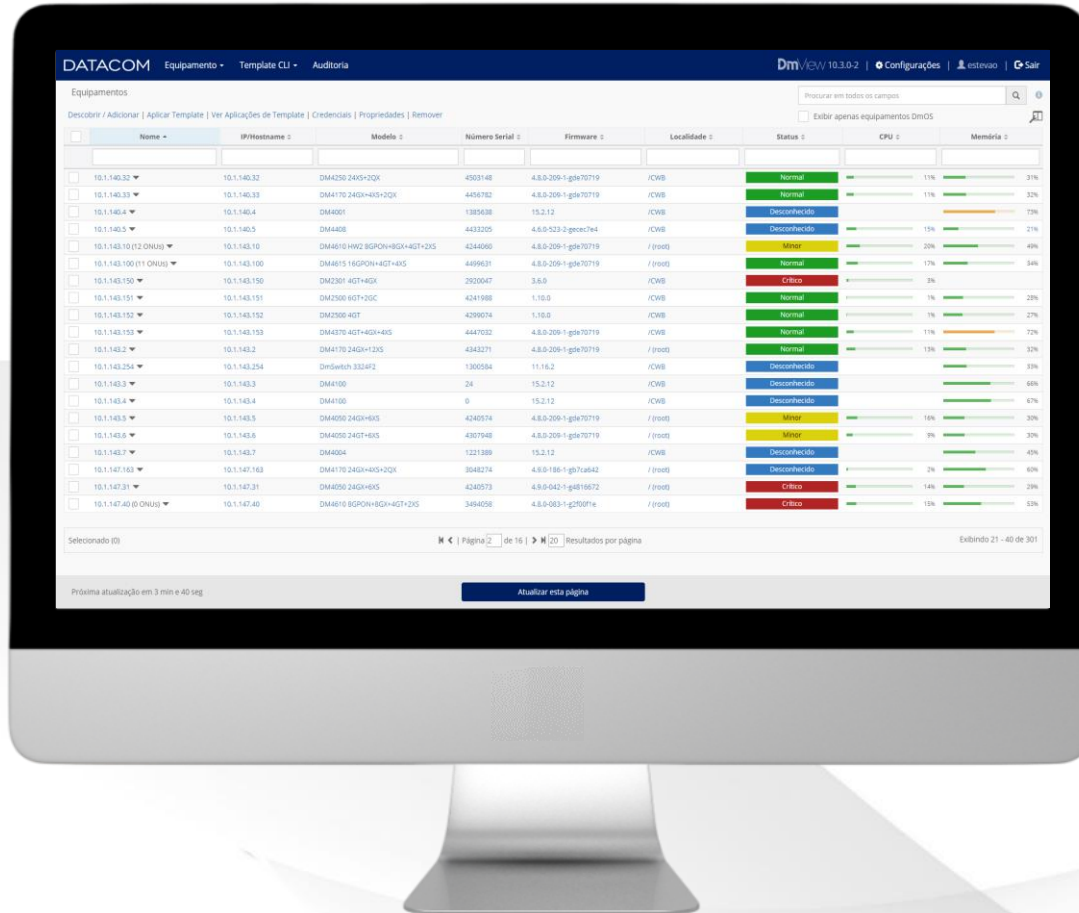 DATACOM Equipamento Template CLI Auditoria DmView 10.3.0-2 | Configurações | estevao | Sair
Equipamentos Procurar em todos os campos
Descobrir / Adicionar | Aplicar Template | Ver Aplicações de Template | Credenciais | Propriedades | Remover Exibir apenas equipamentos DmOS
Nome IP/Hostname Modelo Número Serial Firmware Localidade Status CPU Memória
10.1.140.32 10.1.140.32 DM4250 24XS+2QX 4503148 4.8.0-209-1-gde70719 /CWB Normal 11% 31%
10.1.140.33 10.1.140.33 DM4170 24GX+4XS+2QX 4456782 4.8.0-209-1-gde70719 /CWB Normal 11% 32%
10.1.140.4 10.1.140.4 DM4001 1385638 15.2.12 /CWB Desconhecido 73%
10.1.140.5 10.1.140.5 DM4408 4433205 4.6.0-523-2-gecec7e4 /CWB Desconhecido 15% 21%
10.1.143.10 (12 ONUs) 10.1.143.10 DM4610 HW2 8GPON+8GX+4GT+2XS 4244060 4.8.0-209-1-gde70719 / (root) Minor 20% 49%
10.1.143.100 (11 ONUs) 10.1.143.100 DM4615 16GPON+4GT+4XS 4499631 4.8.0-209-1-gde70719 / (root) Normal 17% 34%
10.1.143.150 10.1.143.150 DM2301 4GT+4GX 2920047 3.6.0 /CWB Crítico 3%
10.1.143.151 10.1.143.151 DM2500 6GT+2GC 4241988 1.10.0 /CWB Normal 1% 28%
10.1.143.152 10.1.143.152 DM2500 4GT 4299074 1.10.0 /CWB Normal 1% 27%
10.1.143.153 10.1.143.153 DM4370 4GT+4GX+4XS 4447032 4.8.0-209-1-gde70719 /CWB Normal 11% 72%
10.1.143.2 10.1.143.2 DM4170 24GX+12XS 4343271 4.8.0-209-1-gde70719 / (root) Normal 13% 32%
10.1.143.254 10.1.143.254 DmSwitch 3324F2 1300584 11.16.2 /CWB Desconhecido 33%
10.1.143.3 10.1.143.3 DM4100 24 15.2.12 /CWB Desconhecido 66%
10.1.143.4 10.1.143.4 DM4100 0 15.2.12 /CWB Desconhecido 67%
10.1.143.5 10.1.143.5 DM4050 24GX+6XS 4240574 4.8.0-209-1-gde70719 / (root) Minor 16% 30%
10.1.143.6 10.1.143.6 DM4050 24GT+6XS 4307948 4.8.0-209-1-gde70719 / (root) Minor 9% 30%
10.1.143.7 10.1.143.7 DM4004 1221389 15.2.12 /CWB Desconhecido 45%
10.1.147.163 10.1.147.163 DM4170 24GX+4XS+2QX 3048274 4.9.0-186-1-gb7ca642 / (root) Desconhecido 2% 60%
10.1.147.31 10.1.147.31 DM4050 24GX+6XS 4240573 4.9.0-042-1-g4816672 / (root) Crítico 14% 29%
10.1.147.40 (0 ONUs) 10.1.147.40 DM4610 8GPON+8GX+4GT+2XS 3494058 4.8.0-083-1-g2f00f1e / (root) Crítico 15% 53%
Selecionado (0) | Página 2 de 16 | 20 Resultados por página Exibindo 21 - 40 de 301
Próxima atualização em 3 min e 40 seg Atualizar esta página